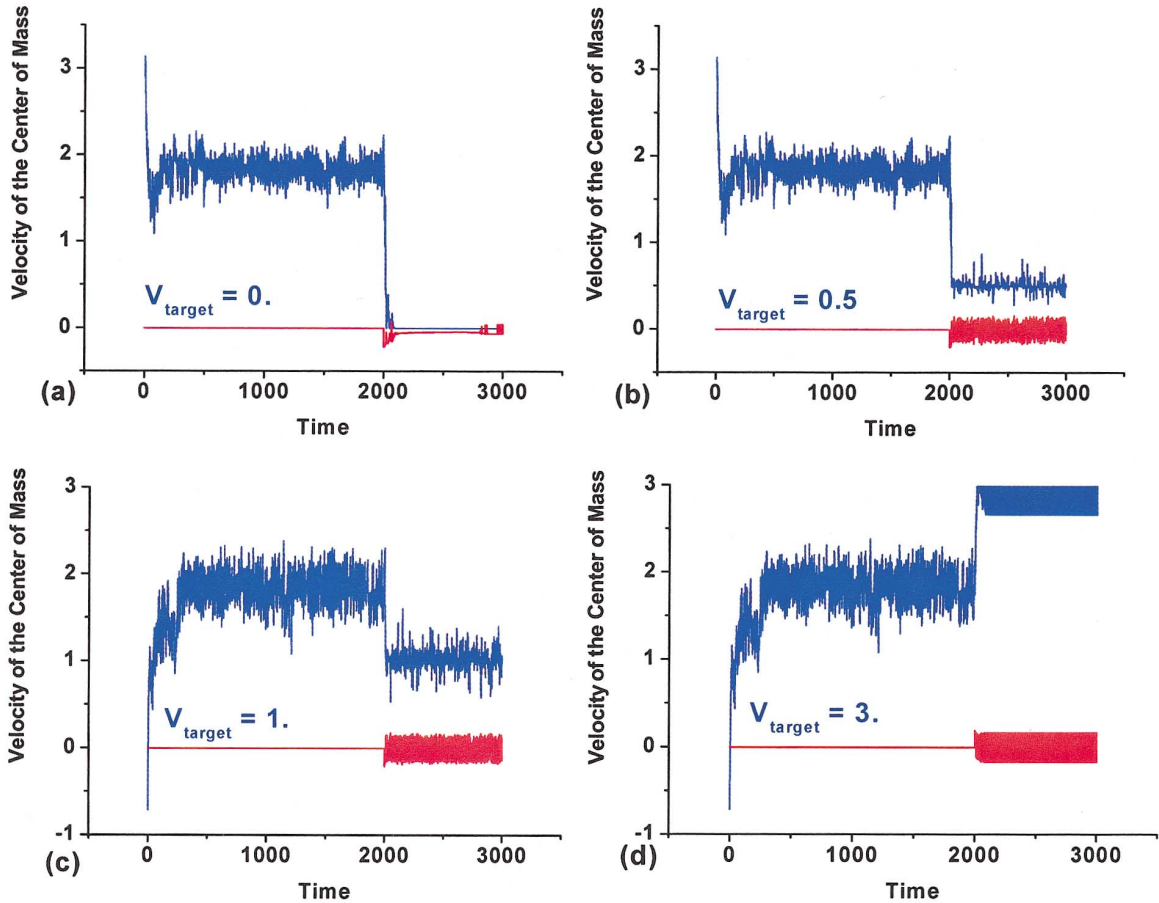 Velocity of the Center of Mass
3
2
1
0
V target = 0.
(a)
0
1000
2000
3000
Time
Velocity of the Center of Mass
3
2
1
0
V target = 0.5
(b)
0
1000
2000
3000
Time
Velocity of the Center of Mass
3
2
1
0
-1
V target = 1.
(c)
0
1000
2000
3000
Time
Velocity of the Center of Mass
3
2
1
0
-1
V target = 3.
(d)
0
1000
2000
3000
Time